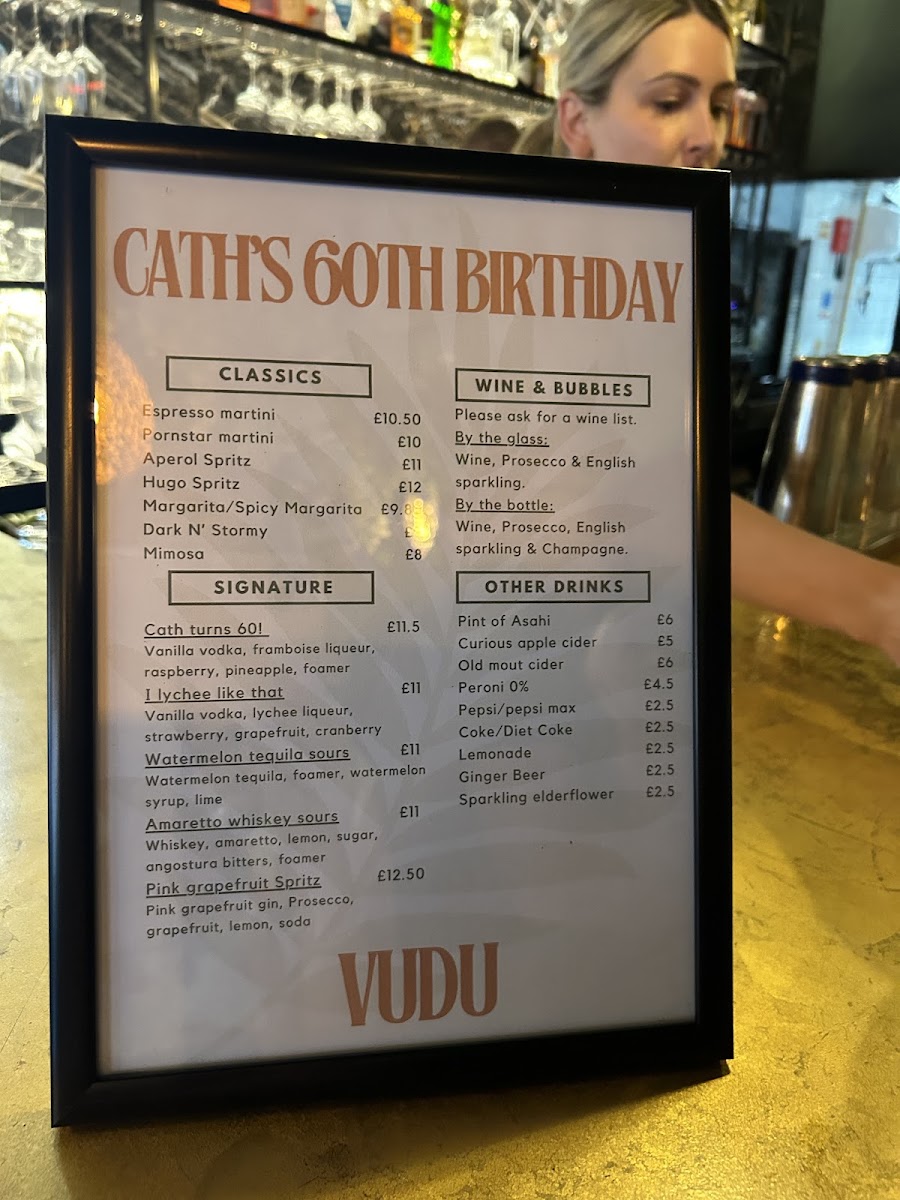 CATH'S 60TH BIRTHDAY
CLASSICS
Espresso martini £10.50
Pornstar martini £10
Aperol Spritz £11
Hugo Spritz £12
Margarita/Spicy Margarita
Dark N' Stormy
Mimosa £8
SIGNATURE
Cath turns 60! £11.5
Vanilla vodka, framboise liqueur,
raspberry, pineapple, foamer
I lychee like that £11
Vanilla vodka, lychee liqueur,
strawberry, grapefruit, cranberry
Watermelon tequila sours £11
Watermelon tequila, foamer, watermelon
syrup, lime
Amaretto whiskey sours £11
Whiskey, amaretto, lemon, sugar,
angostura bitters, foamer
Pink grapefruit Spritz £12.50
Pink grapefruit gin, Prosecco,
grapefruit, lemon, soda
WINE & BUBBLES
Please ask for a wine list.
By the glass:
Wine, Prosecco & English
sparkling.
By the bottle:
Wine, Prosecco, English
sparkling & Champagne.
OTHER DRINKS
Pint of Asahi £6
Curious apple cider £5
Old mout cider £6
Peroni 0% £4.5
Pepsi/pepsi max £2.5
Coke/Diet Coke £2.5
Lemonade £2.5
Ginger Beer £2.5
Sparkling elderflower £2.5
VUDU